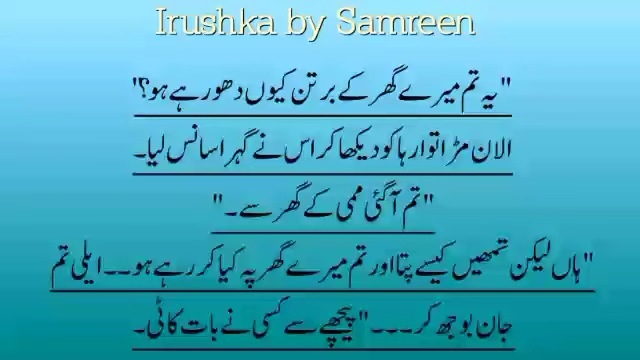 Irushka by Samreen
"یہ تم میرے گھر کے برتن کیوں دھو رہے ہو؟"
الان مڑا تو ارہا کو دیکھا کر اس نے گہرا سانس لیا۔
"تم آ گئی ممی کے گھر سے۔"
"ہاں لیکن تمھیں کیسے پتا اور تم میرے گھر پہ کیا کر رہے ہو۔۔۔ ایلی تم
جان بوجھ کر۔۔۔" پیچھے سے کسی نے بات کاٹی۔